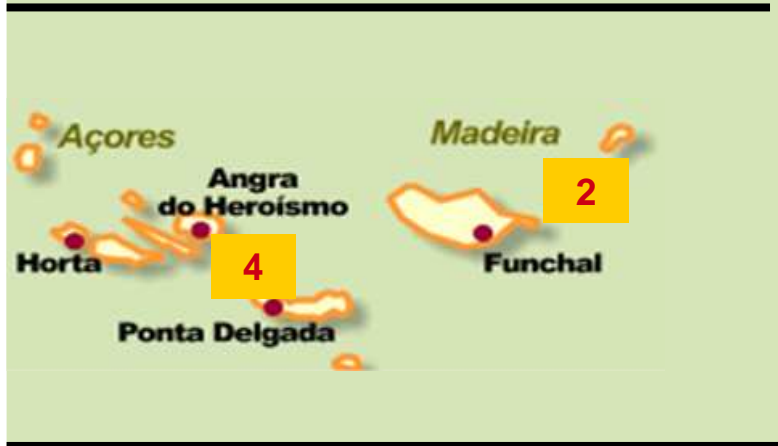 Açores
Madeira
Angra
do Heroísmo
2
Horta
4
Funchal
Ponta Delgada